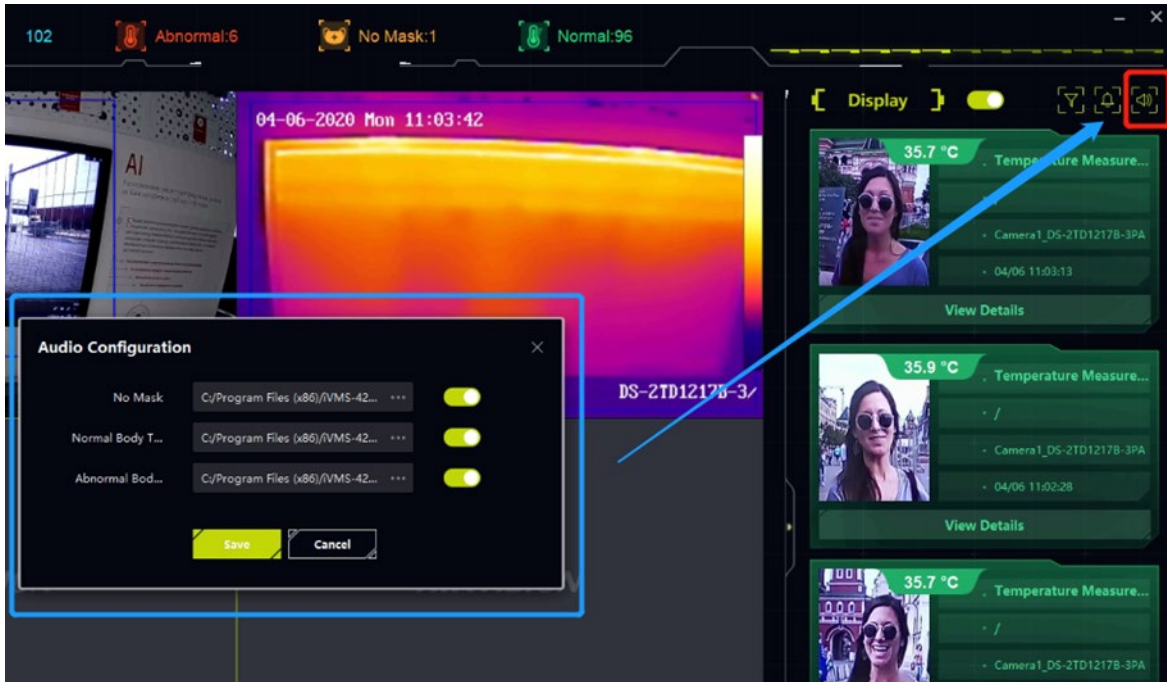 102
Abnormal:6
No Mask:1
Normal:96
AI
04-06-2020 Mon 11:03:42
DS-2TD1217B-3/
Audio Configuration
No Mask
C:/Program Files (x86)/iVMS-42...
Normal Body T...
C:/Program Files (x86)/iVMS-42...
Abnormal Bod...
C:/Program Files (x86)/iVMS-42...
Save
Cancel
Display
35.7 °C
Temperature Measure...
Camera1_DS-2TD1217B-3PA
04/06 11:03:13
View Details
35.9 °C
Temperature Measure...
/
Camera1_DS-2TD1217B-3PA
04/06 11:02:28
View Details
35.7 °C
Temperature Measure...
/
Camera1_DS-2TD1217B-3PA